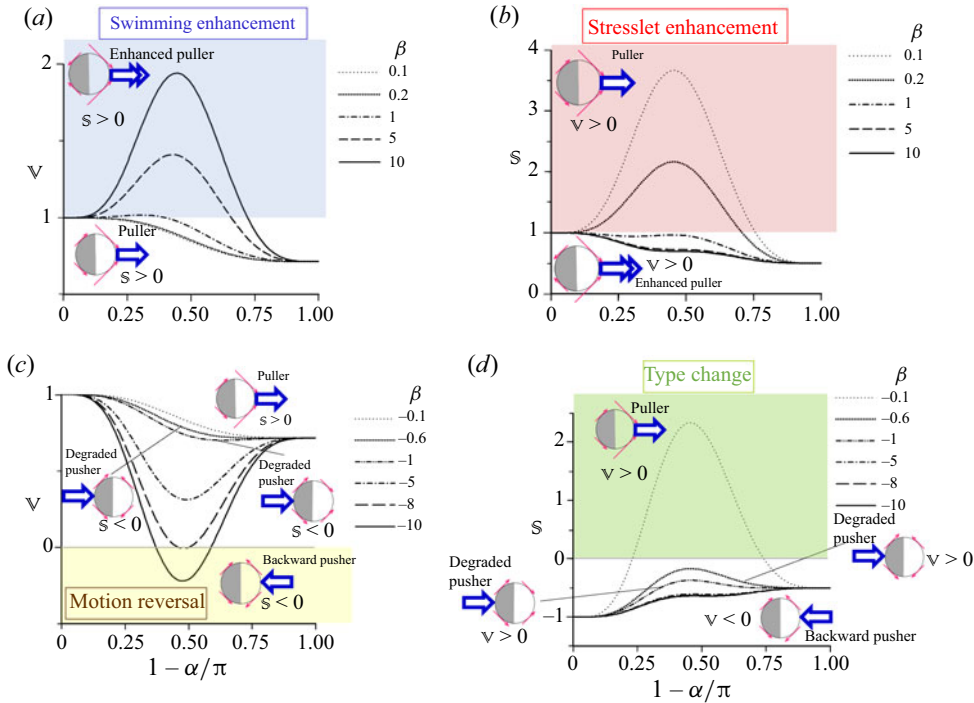 (a)
Swimming enhancement
2
1
0
𝕍
Enhanced puller
𝕤 > 0
Puller
𝕤 > 0
0
0.25
0.50
0.75
1.00
β
0.1
0.2
1
5
10
(b)
Stresslet enhancement
4
3
2
1
0
𝕤
Puller
𝕍 > 0
𝕍 > 0
Enhanced puller
0
0.25
0.50
0.75
1.00
β
0.1
0.2
1
5
10
(c)
1
0
𝕍
Puller
𝕤 > 0
Degraded
pusher
𝕤 < 0
Degraded
pusher
𝕤 < 0
Backward pusher
𝕤 < 0
Motion reversal
0
0.25
0.50
0.75
1.00
1 – α/π
β
–0.1
–0.6
–1
–5
–8
–10
(d)
Type change
2
1
0
–1
𝕤
Puller
𝕍 > 0
Degraded
pusher
𝕍 > 0
Degraded
pusher
𝕍 > 0
𝕍 < 0
Backward pusher
0
0.25
0.50
0.75
1.00
1 – α/π
β
–0.1
–0.6
–1
–5
–8
–10